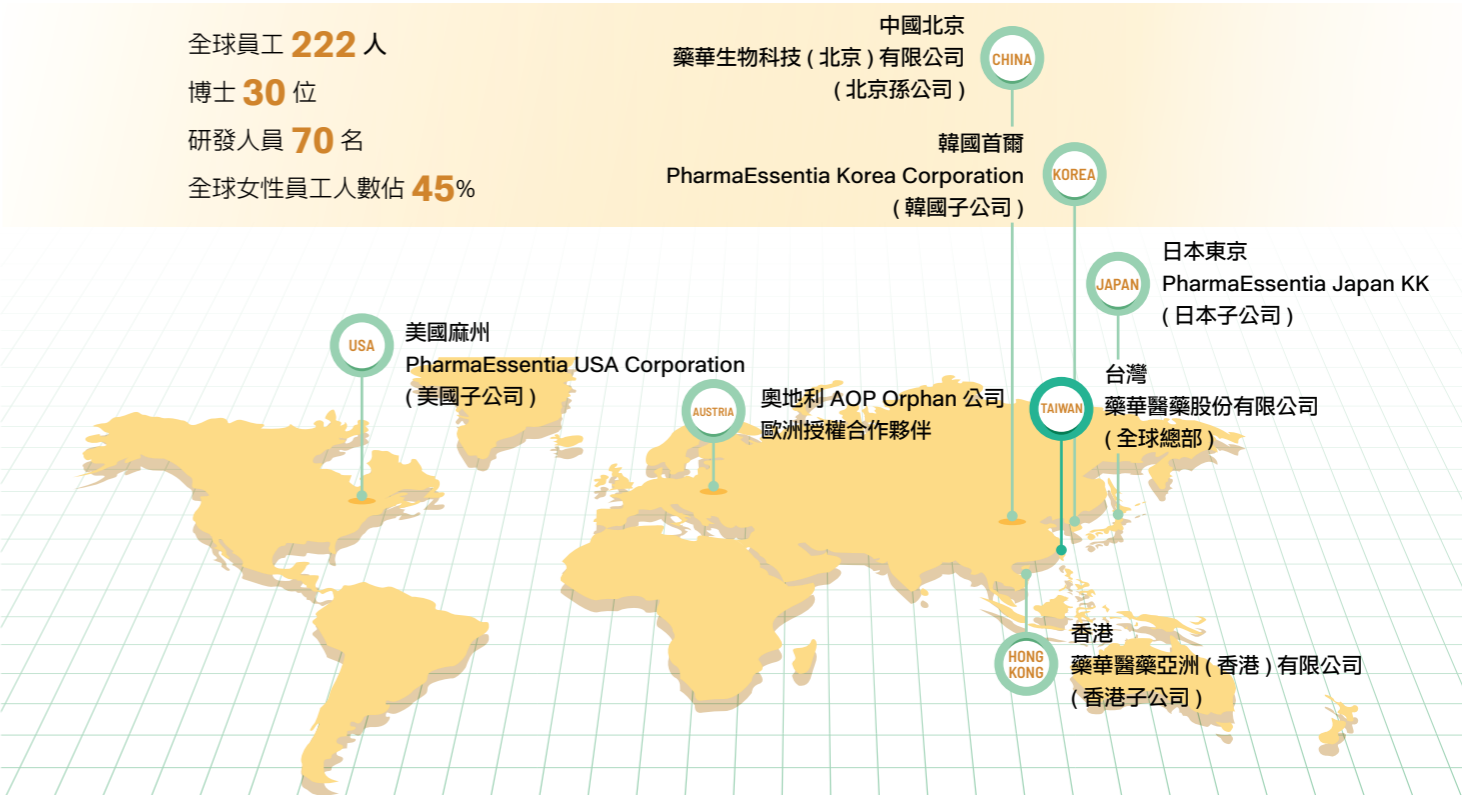 全球員工 222 人
博士 30 位
研發人員 70 名
全球女性員工人數佔 45%
中國北京
藥華生物科技 ( 北京 ) 有限公司
( 北京孫公司 )
CHINA
韓國首爾
PharmaEssentia Korea Corporation
( 韓國子公司 )
KOREA
JAPAN
日本東京
PharmaEssentia Japan KK
( 日本子公司 )
USA
美國麻州
PharmaEssentia USA Corporation
( 美國子公司 )
AUSTRIA
奧地利 AOP Orphan 公司
歐洲授權合作夥伴
TAIWAN
台灣
藥華醫藥股份有限公司
( 全球總部 )
HONG
KONG
香港
藥華醫藥亞洲 ( 香港 ) 有限公司
( 香港子公司 )